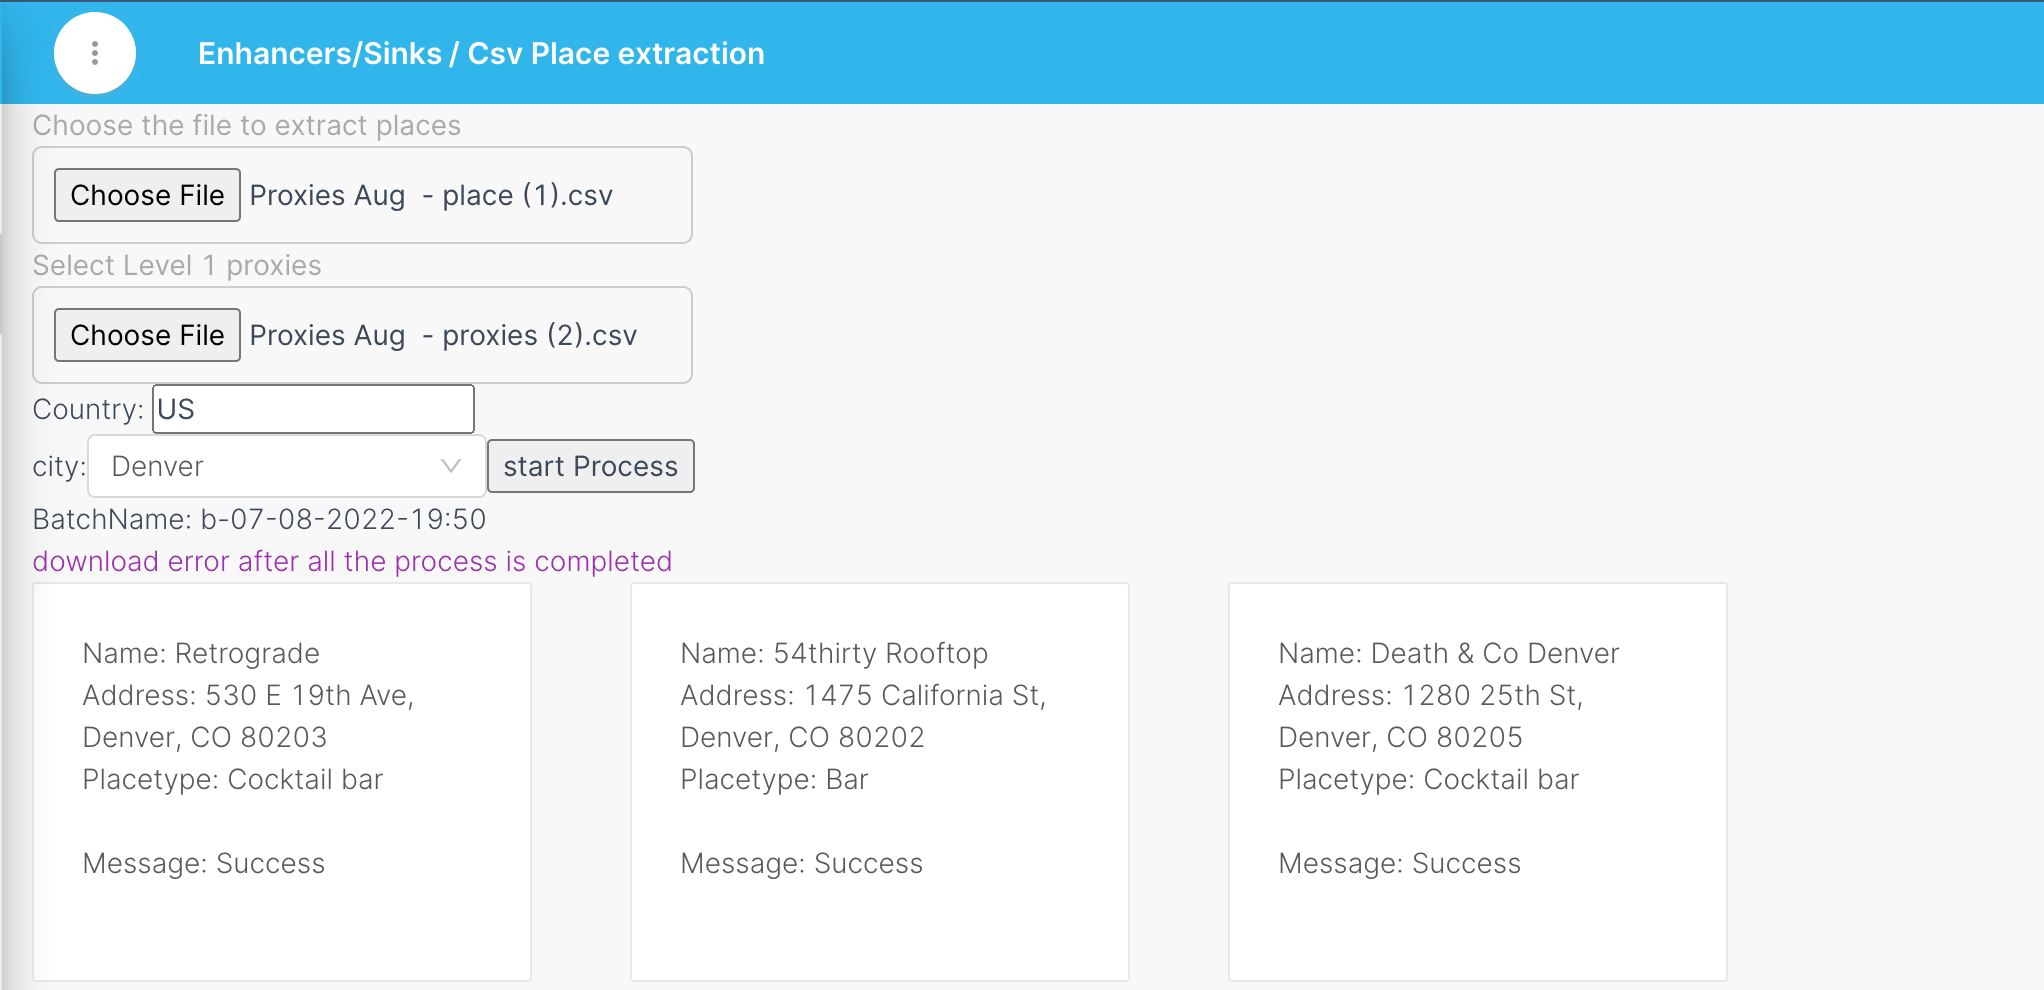 Enhancers/Sinks / Csv Place extraction
Choose the file to extract places
Choose File Proxies Aug  - place (1).csv
Select Level 1 proxies
Choose File Proxies Aug  - proxies (2).csv
Country: US
city: Denver start Process
BatchName: b-07-08-2022-19:50
download error after all the process is completed
Name: Retrograde
Address: 530 E 19th Ave,
Denver, CO 80203
Placetype: Cocktail bar
Message: Success
Name: 54thirty Rooftop
Address: 1475 California St,
Denver, CO 80202
Placetype: Bar
Message: Success
Name: Death & Co Denver
Address: 1280 25th St,
Denver, CO 80205
Placetype: Cocktail bar
Message: Success